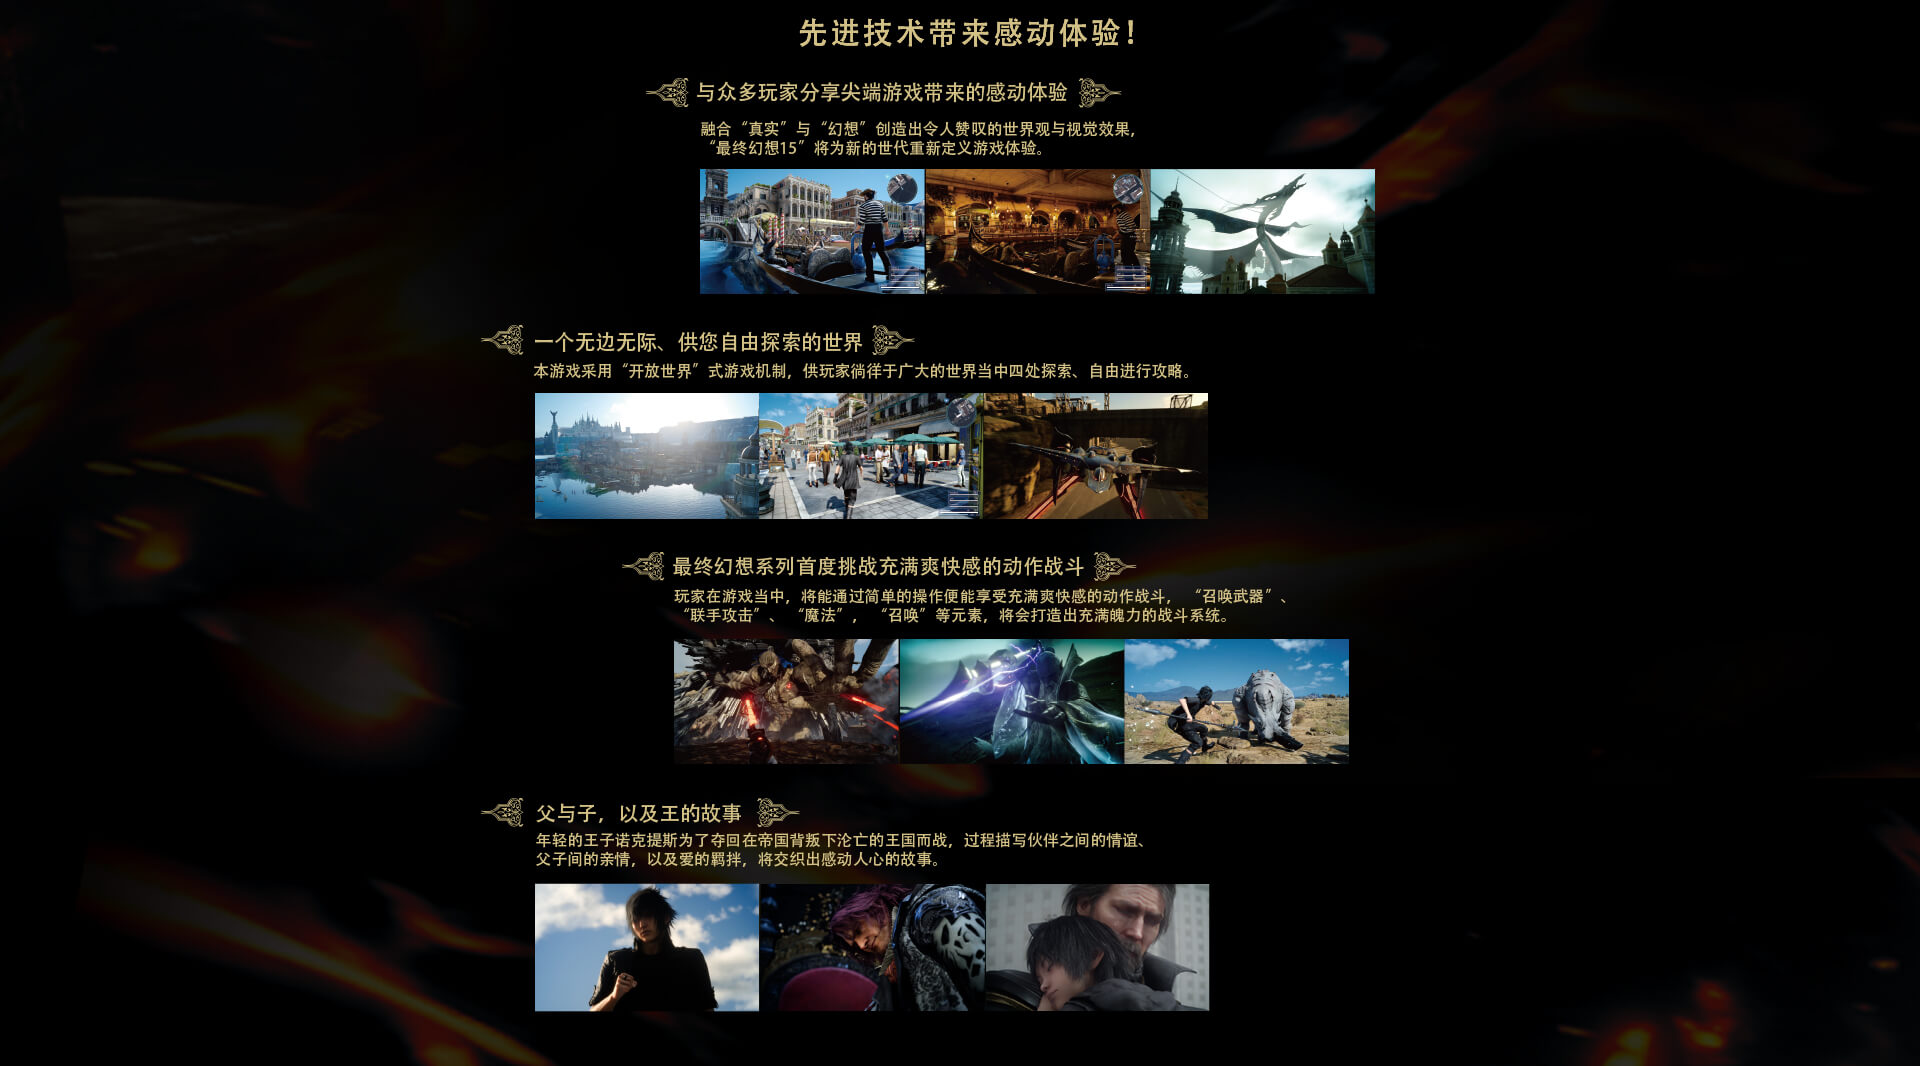 先进技术带来感动体验!
与众多玩家分享尖端游戏带来的感动体验
融合“真实”与“幻想”创造出令人赞叹的世界观与视觉效果,
“最终幻想15”将为新的世代重新定义游戏体验。
一个无边无际、供您自由探索的世界
本游戏采用“开放世界”式游戏机制, 供玩家徜徉于广大的世界当中四处探索、自由进行攻略。
最终幻想系列首度挑战充满爽快感的动作战斗
玩家在游戏当中, 将能通过简单的操作便能享受充满爽快感的动作战斗, “召唤武器”、
“联手攻击”、 “魔法”, “召唤”等元素, 将会打造出充满魄力的战斗系统。
父与子, 以及王的故事
年轻的王子诺克提斯为了夺回在帝国背叛下沦亡的王国而战, 过程描写伙伴之间的情谊、
父子间的亲情, 以及爱的羁拌, 将交织出感动人心的故事。